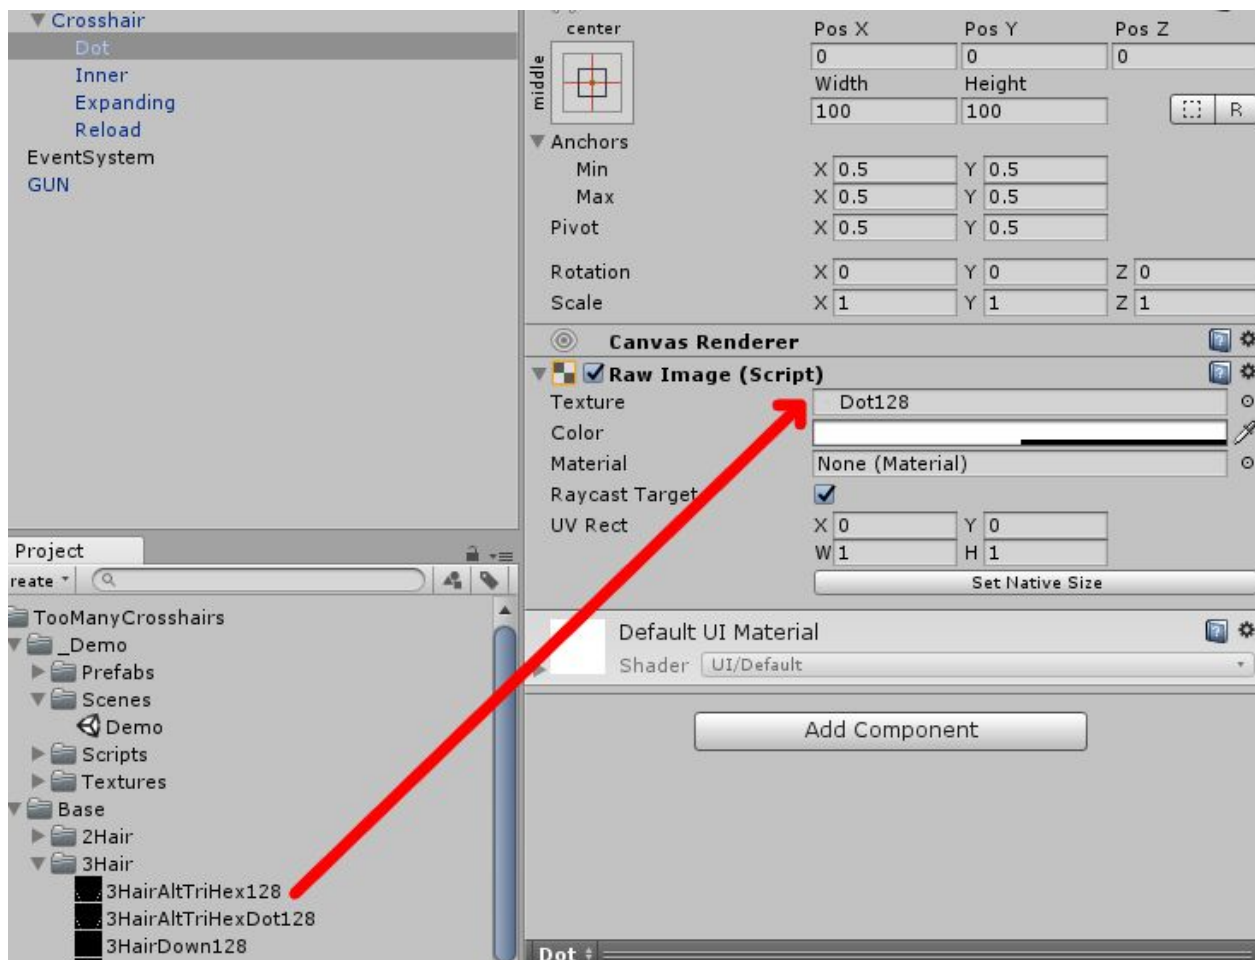 Crosshair
Dot
Inner
Expanding
Reload
EventSystem
GUN
Project
reate
TooManyCrosshairs
_Demo
Prefabs
Scenes
Demo
Scripts
Textures
Base
2Hair
3Hair
3HairAltTriHex128
3HairAltTriHexDot128
3HairDown128
center
middle
Pos X Pos Y Pos Z
0 0 0
Width Height
100 100
R
Anchors
Min X 0.5 Y 0.5
Max X 0.5 Y 0.5
Pivot X 0.5 Y 0.5
Rotation X 0 Y 0 Z 0
Scale X 1 Y 1 Z 1
Canvas Renderer
Raw Image (Script)
Texture Dot128
Color
Material None (Material)
Raycast Target
UV Rect X 0 Y 0
W 1 H 1
Set Native Size
Default UI Material
Shader UI/Default
Add Component
Dot